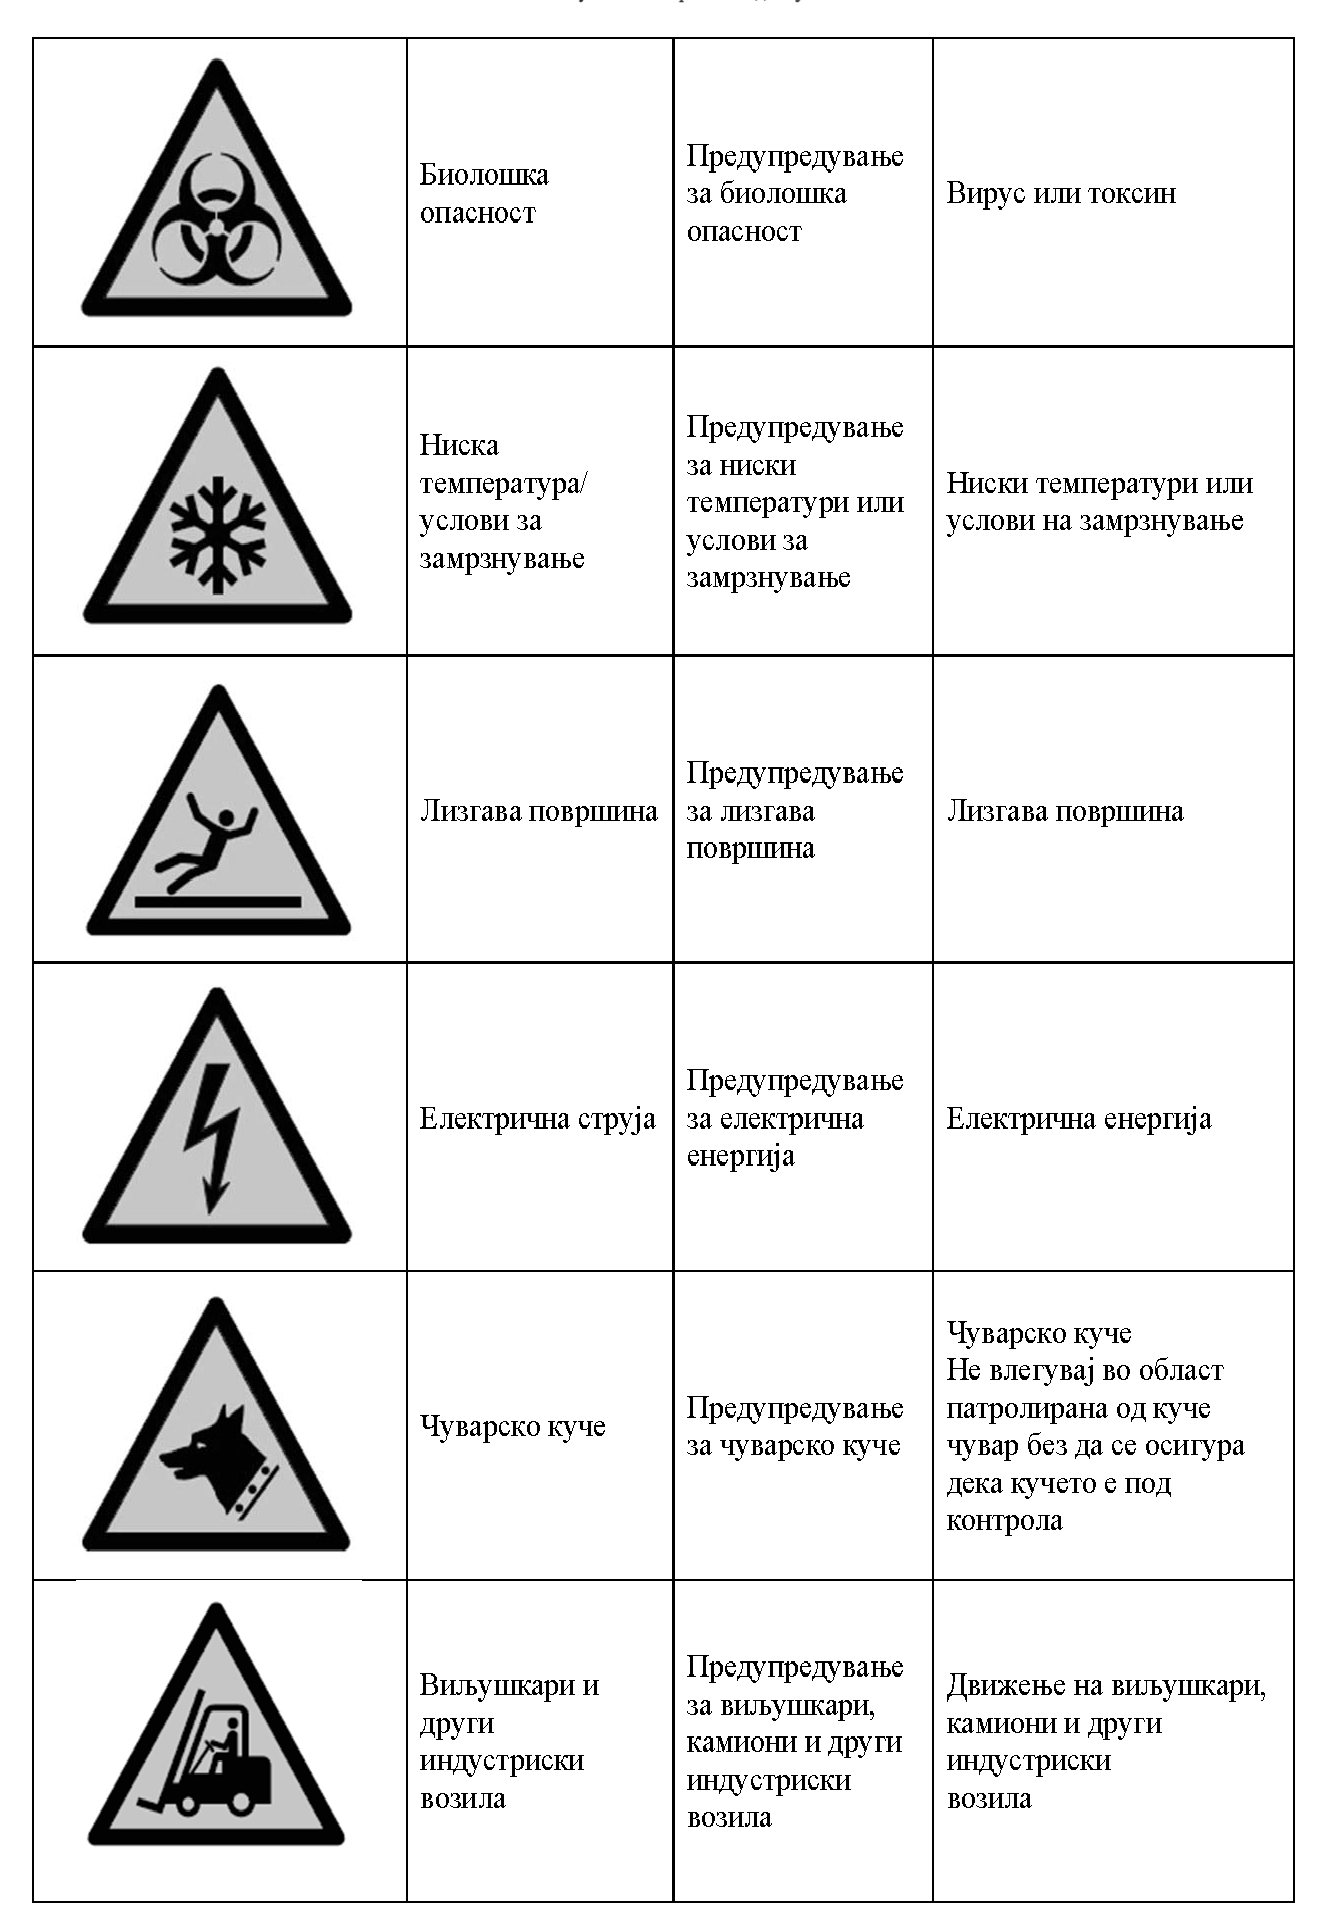 Биолошка
опасност
Предупредување
за биолошка
опасност
Вирус или токсин
Ниска
температура/
услови за
замрзнување
Предупредување
за ниски
температури или
услови за
замрзнување
Ниски температури или
услови на замрзнување
Лизгава површина
Предупредување
за лизгава
површина
Лизгава површина
Електрична струја
Предупредување
за електрична
енергија
Електрична енергија
Чуварско куче
Предупредување
за чуварско куче
Чуварско куче
Не влегувај во област
патролирана од куче
чувар без да се осигура
дека кучето е под
контрола
Виљушкари и
други
индустриски
возила
Предупредување
за виљушкари,
камиони и други
индустриски
возила
Движење на виљушкари,
камиони и други
индустриски
возила